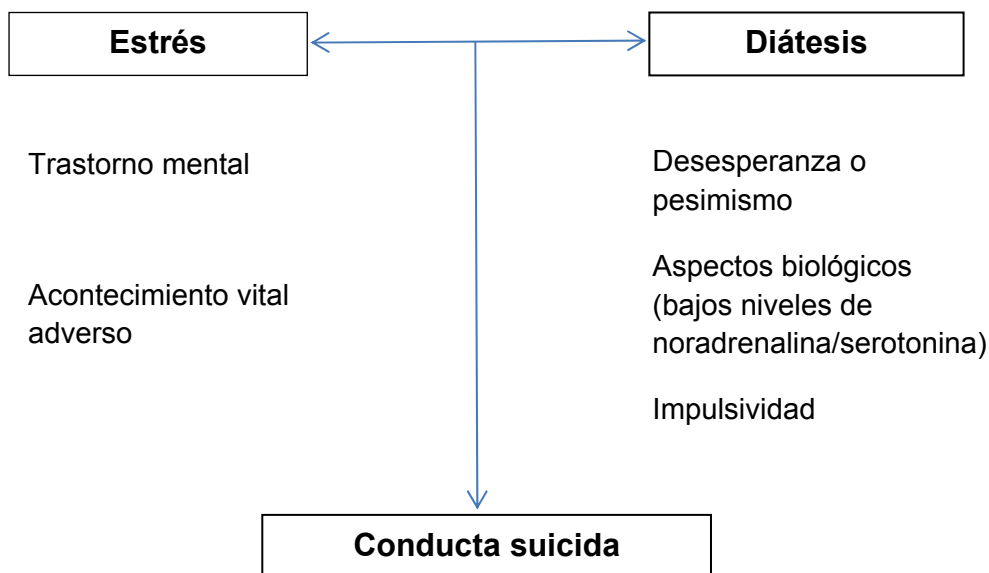 Estrés
Diátesis
Trastorno mental
Acontecimiento vital
adverso
Desesperanza o
pesimismo
Aspectos biológicos
(bajos niveles de
noradrenalina/serotonina)
Impulsividad
Conducta suicida